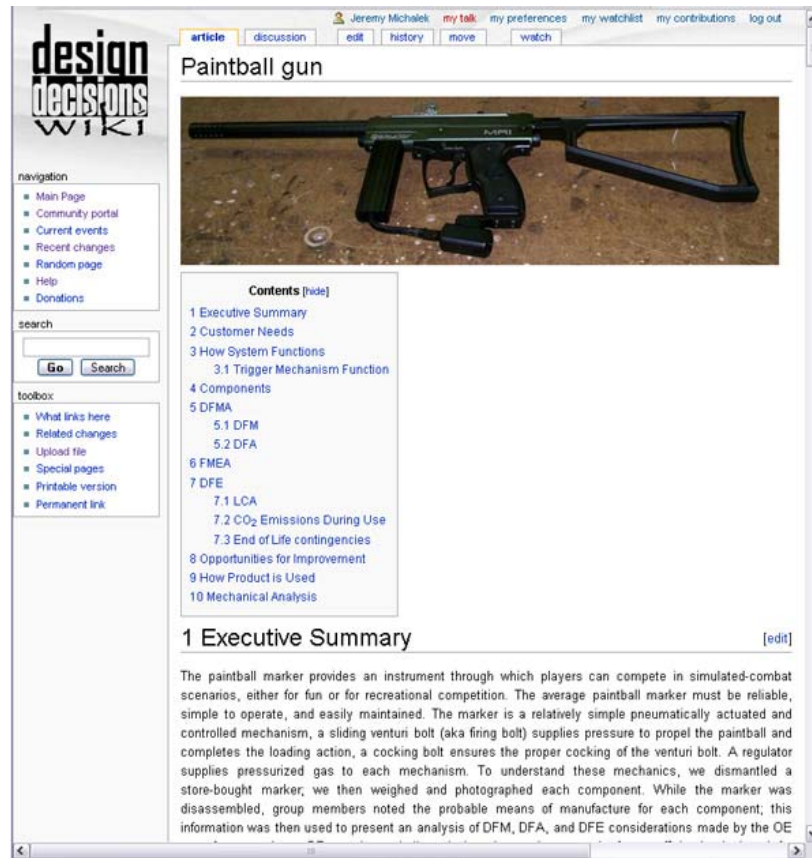 Jeremy Michalek my talk my preferences my watchlist my contributions log out
article discussion edit history move watch
design
decisions
wiki
Paintball gun
MR1
navigation
Main Page
Community portal
Current events
Recent changes
Random page
Help
Donations
search
Go Search
toolbox
What links here
Related changes
Upload file
Special pages
Printable version
Permanent link
Contents [hide]
1 Executive Summary
2 Customer Needs
3 How System Functions
3.1 Trigger Mechanism Function
4 Components
5 DFMA
5.1 DFM
5.2 DFA
6 FMEA
7 DFE
7.1 LCA
7.2 CO₂ Emissions During Use
7.3 End of Life contingencies
8 Opportunities for Improvement
9 How Product is Used
10 Mechanical Analysis
1 Executive Summary [edit]
The paintball marker provides an instrument through which players can compete in simulated-combat
scenarios, either for fun or for recreational competition. The average paintball marker must be reliable,
simple to operate, and easily maintained. The marker is a relatively simple pneumatically actuated and
controlled mechanism, a sliding venturi bolt (aka firing bolt) supplies pressure to propel the paintball and
completes the loading action, a cocking bolt ensures the proper cocking of the venturi bolt. A regulator
supplies pressurized gas to each mechanism. To understand these mechanics, we dismantled a
store-bought marker; we then weighed and photographed each component. While the marker was
disassembled, group members noted the probable means of manufacture for each component; this
information was then used to present an analysis of DFM, DFA, and DFE considerations made by the OE